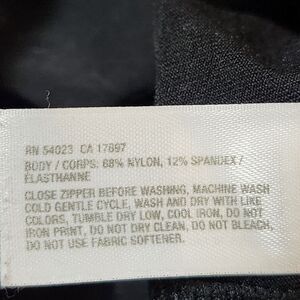 RN 54023 CA 17897
BODY / CORPS: 88% NYLON, 12% SPANDEX /
ELASTHANNE
CLOSE ZIPPER BEFORE WASHING, MACHINE WASH
COLD GENTLE CYCLE, WASH AND DRY WITH LIKE
COLORS, TUMBLE DRY LOW, COOL IRON, DO NOT
IRON PRINT, DO NOT DRY CLEAN, DO NOT BLEACH,
DO NOT USE FABRIC SOFTENER.